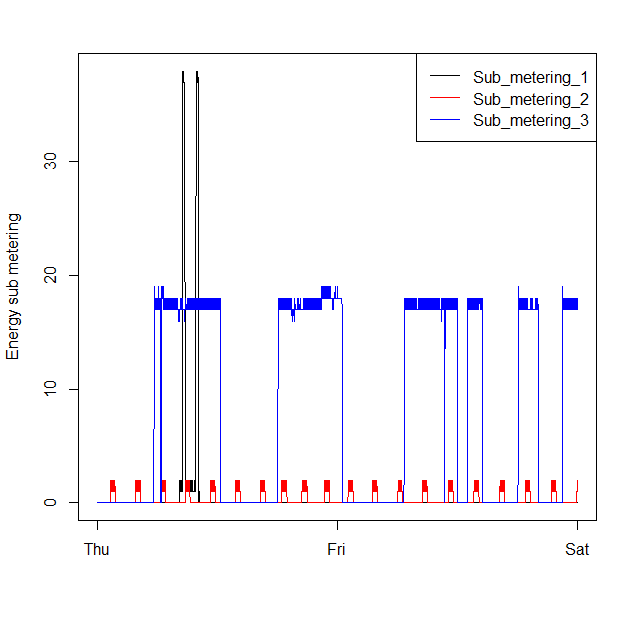 Sub_metering_1
Sub_metering_2
Sub_metering_3
Energy sub metering
30
20
10
0
Thu Fri Sat